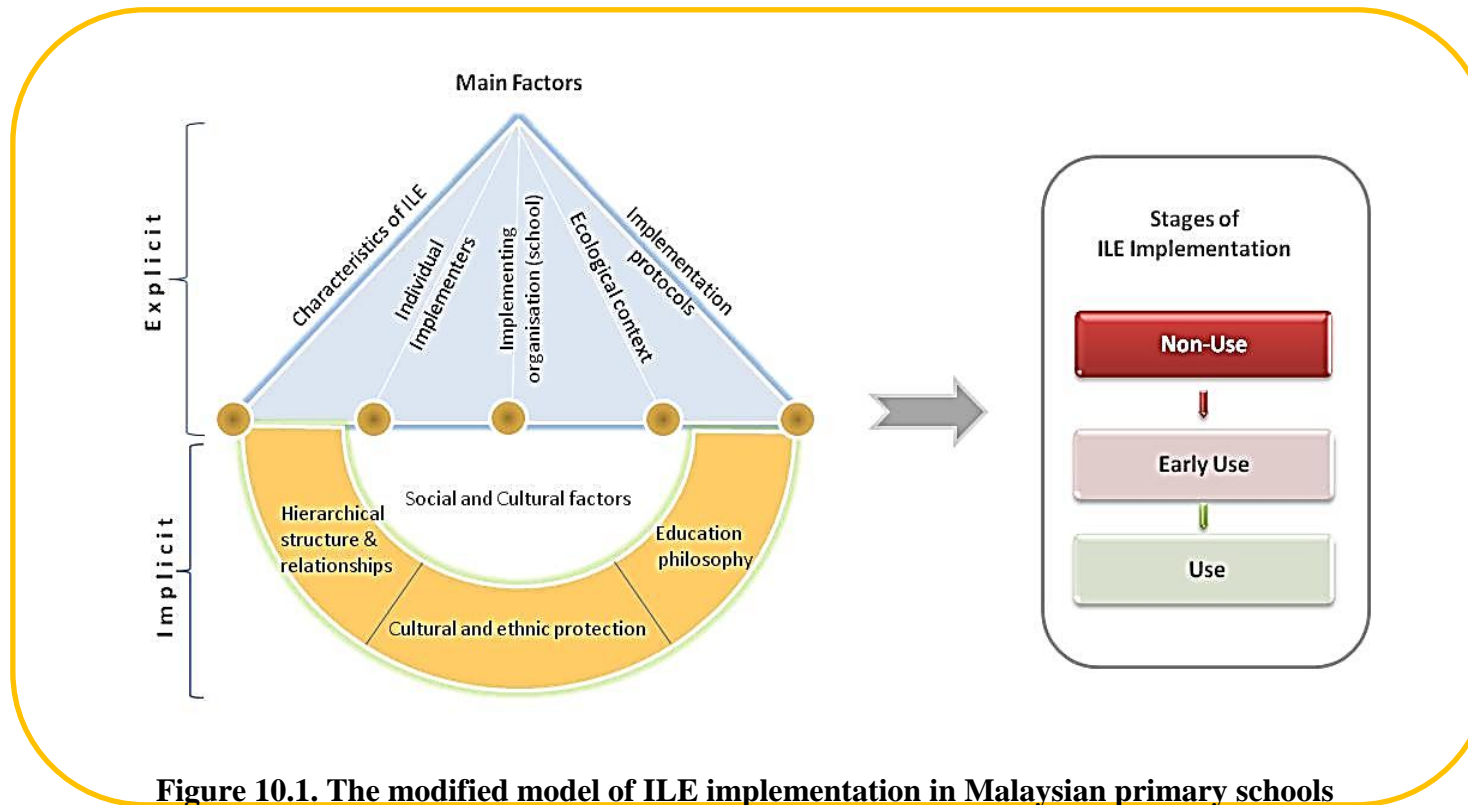 Main Factors
Explicit
Characteristics of ILE
Individual
Implementers
Implementing
organisation (school)
Ecological context
Implementation
protocols
Implicit
Social and Cultural factors
Hierarchical
structure &
relationships
Cultural and ethnic protection
Education
philosophy
Stages of
ILE Implementation
Non-Use
Early Use
Use
Figure 10.1. The modified model of ILE implementation in Malaysian primary schools